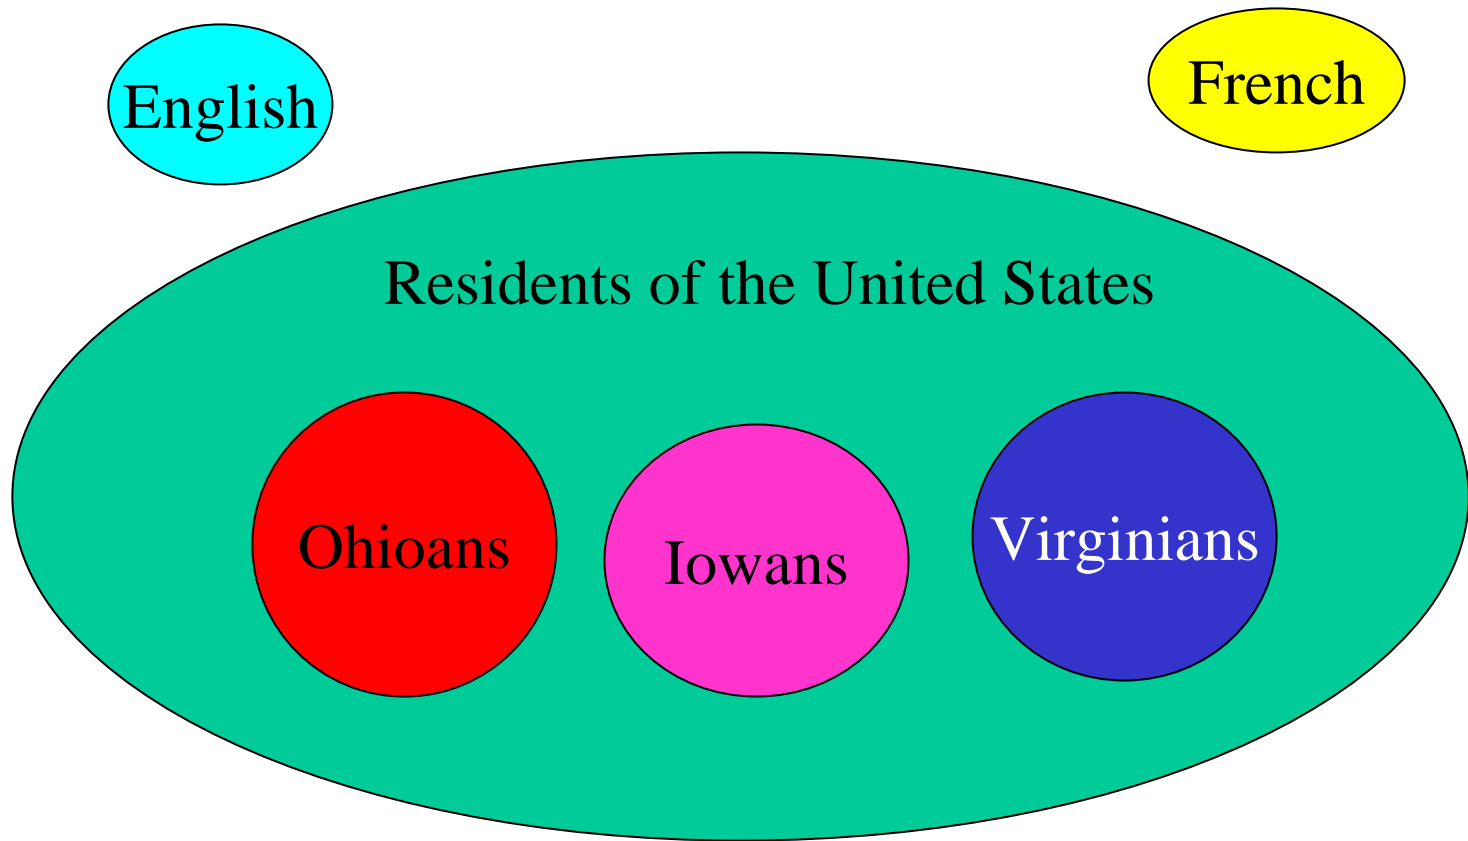 English
French
Residents of the United States
Ohioans
Iowans
Virginians